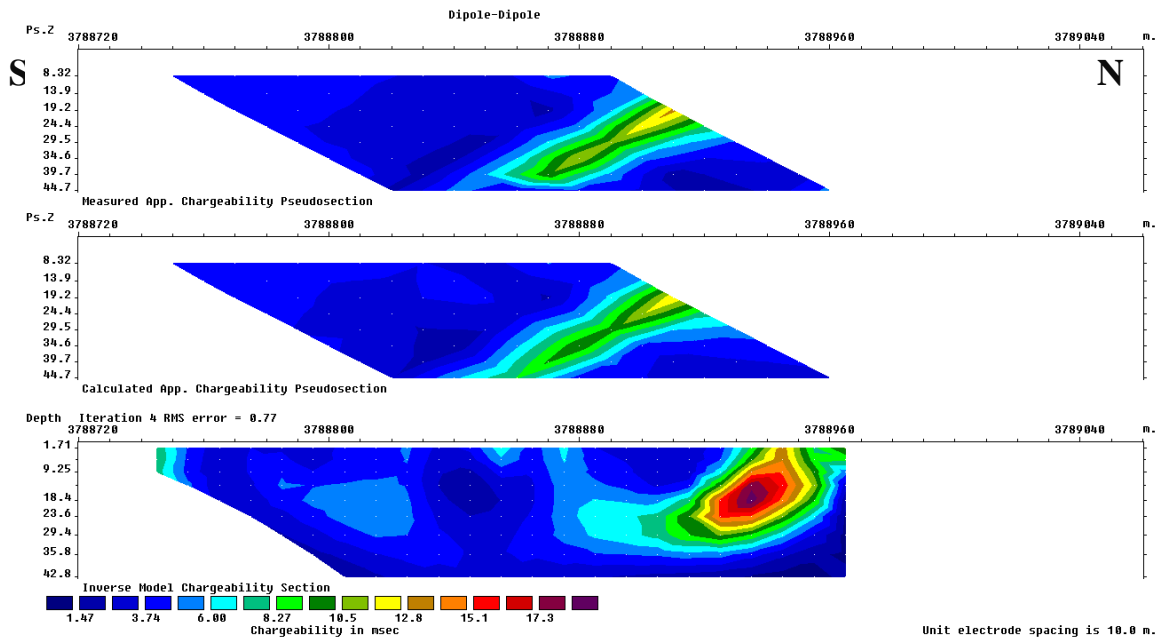 Dipole-Dipole
Ps.Z 3788720 3788800 3788880 3788960 3789040 m.
S N
8.32
13.9
19.2
24.4
29.5
34.6
39.7
44.7
Measured App. Chargeability Pseudosection
Ps.Z 3788720 3788800 3788880 3788960 3789040 m.
8.32
13.9
19.2
24.4
29.5
34.6
39.7
44.7
Calculated App. Chargeability Pseudosection
Depth Iteration 4 RMS error = 0.77
3788720 3788800 3788880 3788960 3789040 m.
1.71
9.25
18.4
23.6
29.4
35.8
42.8
Inverse Model Chargeability Section
1.47 3.74 6.00 8.27 10.5 12.8 15.1 17.3
Chargeability in msec
Unit electrode spacing is 10.0 m.